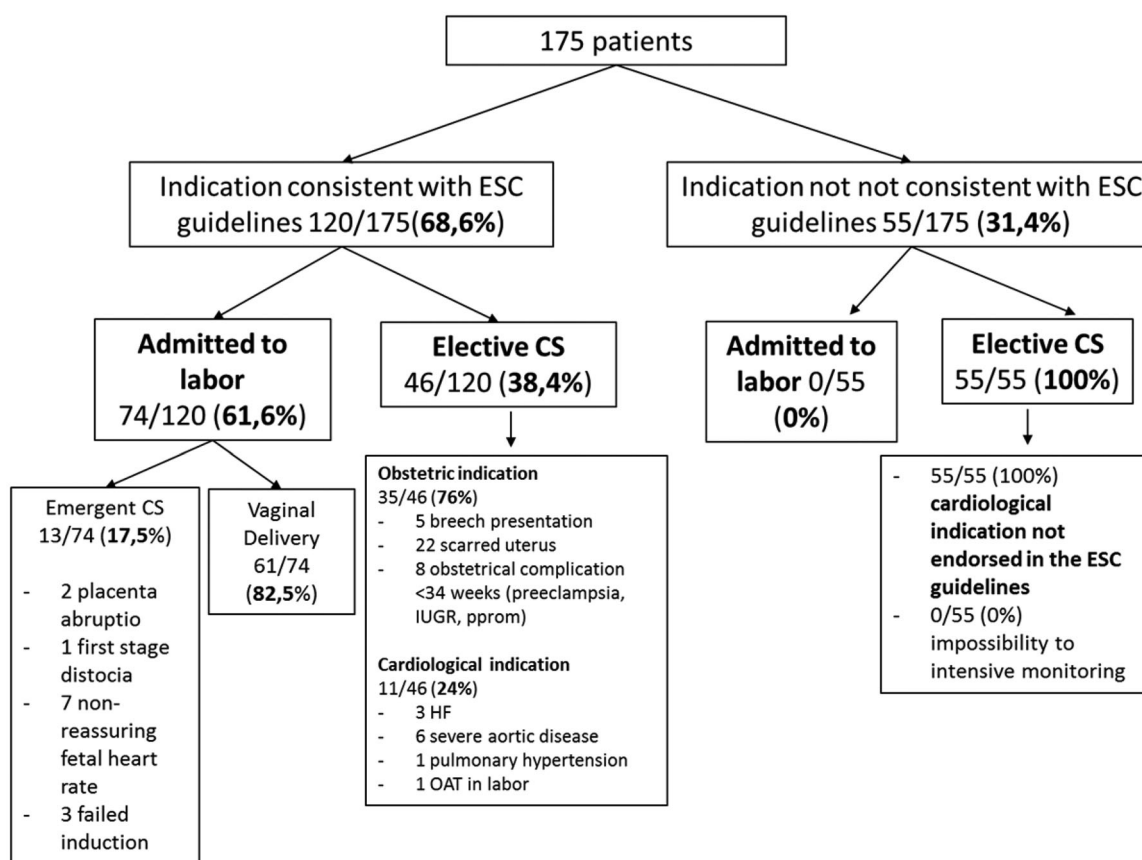 175 patients
Indication consistent with ESC
guidelines 120/175(68,6%)
Indication not not consistent with ESC
guidelines 55/175 (31,4%)
Admitted to
labor
74/120 (61,6%)
Elective CS
46/120 (38,4%)
Admitted to
labor 0/55
(0%)
Elective CS
55/55 (100%)
Emergent CS
13/74 (17,5%)
- 2 placenta
abruptio
- 1 first stage
distocia
- 7 non-
reassuring
fetal heart
rate
- 3 failed
induction
Vaginal
Delivery
61/74
(82,5%)
Obstetric indication
35/46 (76%)
- 5 breech presentation
- 22 scarred uterus
- 8 obstetrical complication
<34 weeks (preeclampsia,
IUGR, pprom)
Cardiological indication
11/46 (24%)
- 3 HF
- 6 severe aortic disease
- 1 pulmonary hypertension
- 1 OAT in labor
- 55/55 (100%)
cardiological
indication not
endorsed in the ESC
guidelines
- 0/55 (0%)
impossibility to
intensive monitoring